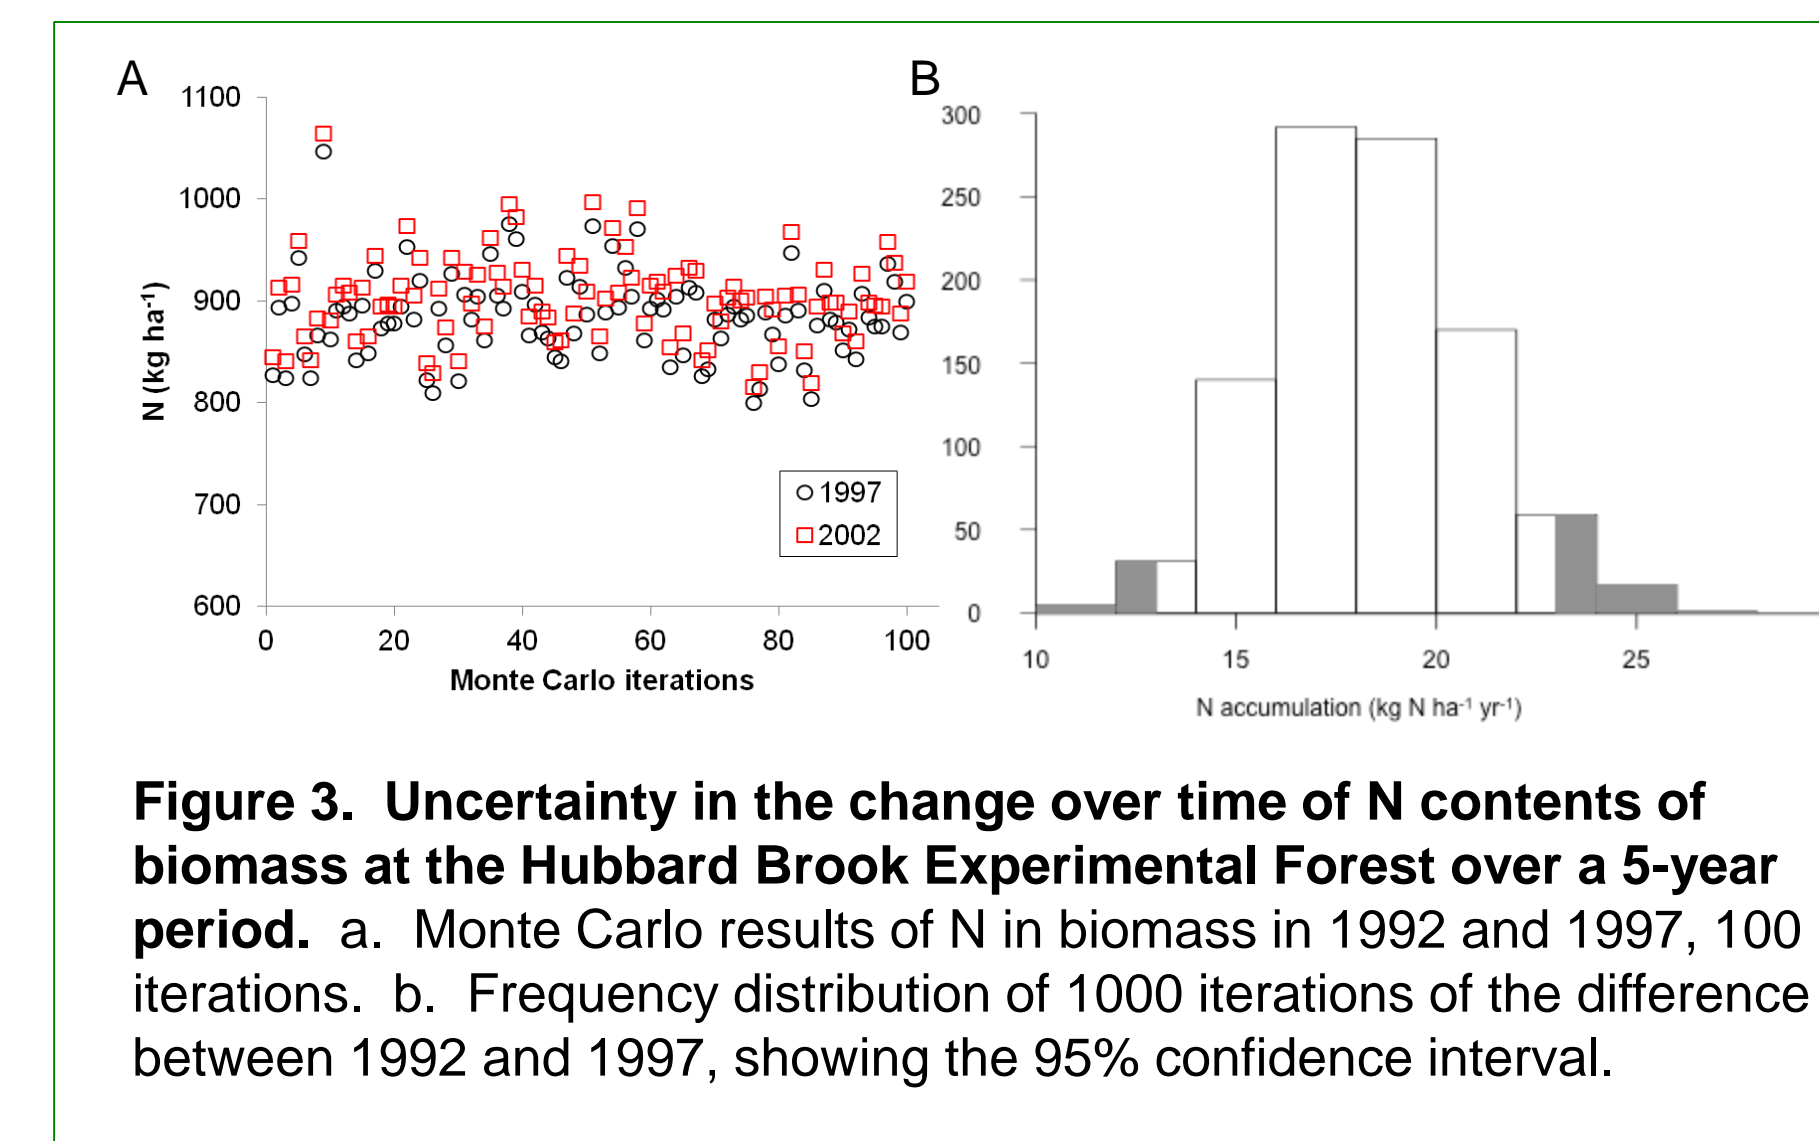 A
1100
1000
900
800
700
600
N (kg ha-1)
0 20 40 60 80 100
Monte Carlo iterations
1997
2002
B
300
250
200
150
100
50
0
10 15 20 25
N accumulation (kg N ha-1 yr-1)
Figure 3. Uncertainty in the change over time of N contents of
biomass at the Hubbard Brook Experimental Forest over a 5-year
period. a. Monte Carlo results of N in biomass in 1992 and 1997, 100
iterations. b. Frequency distribution of 1000 iterations of the difference
between 1992 and 1997, showing the 95% confidence interval.